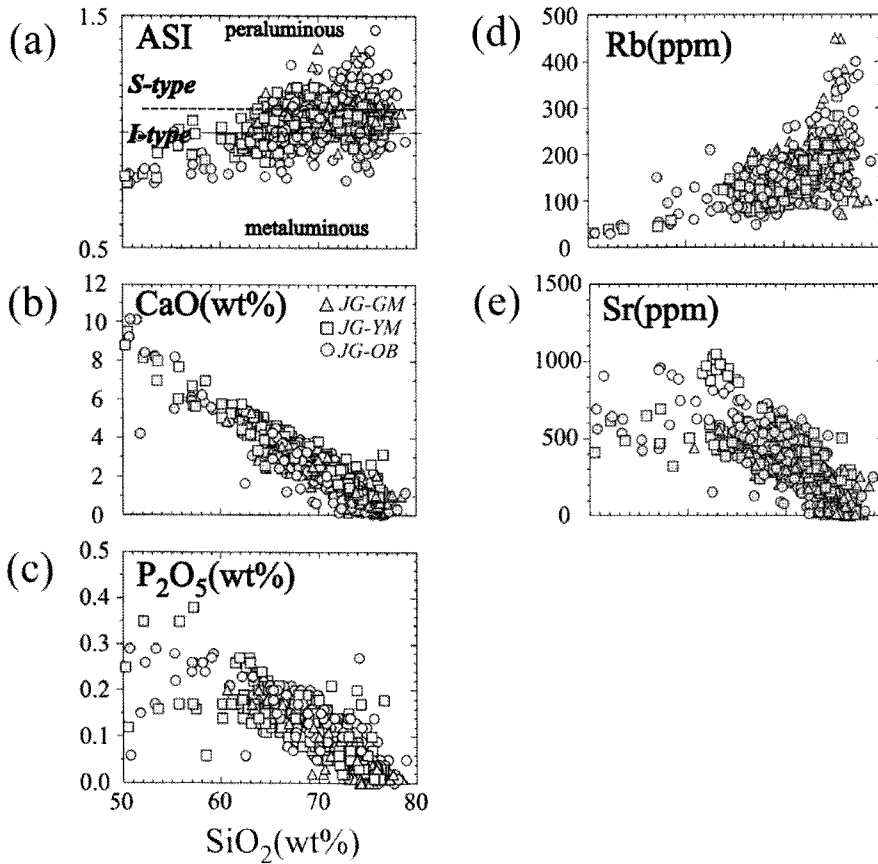 (a)
1.5
ASI
peraluminous
S-type
1.0
I-type
metaluminous
0.5
(b)
12
CaO(wt%)
10
8
6
4
2
0
JG-GM
JG-YM
JG-OB
(c)
0.5
P2O5(wt%)
0.4
0.3
0.2
0.1
0.0
50 60 70 80
SiO2(wt%)
(d)
500
Rb(ppm)
400
300
200
100
0
(e)
1500
Sr(ppm)
1000
500
0